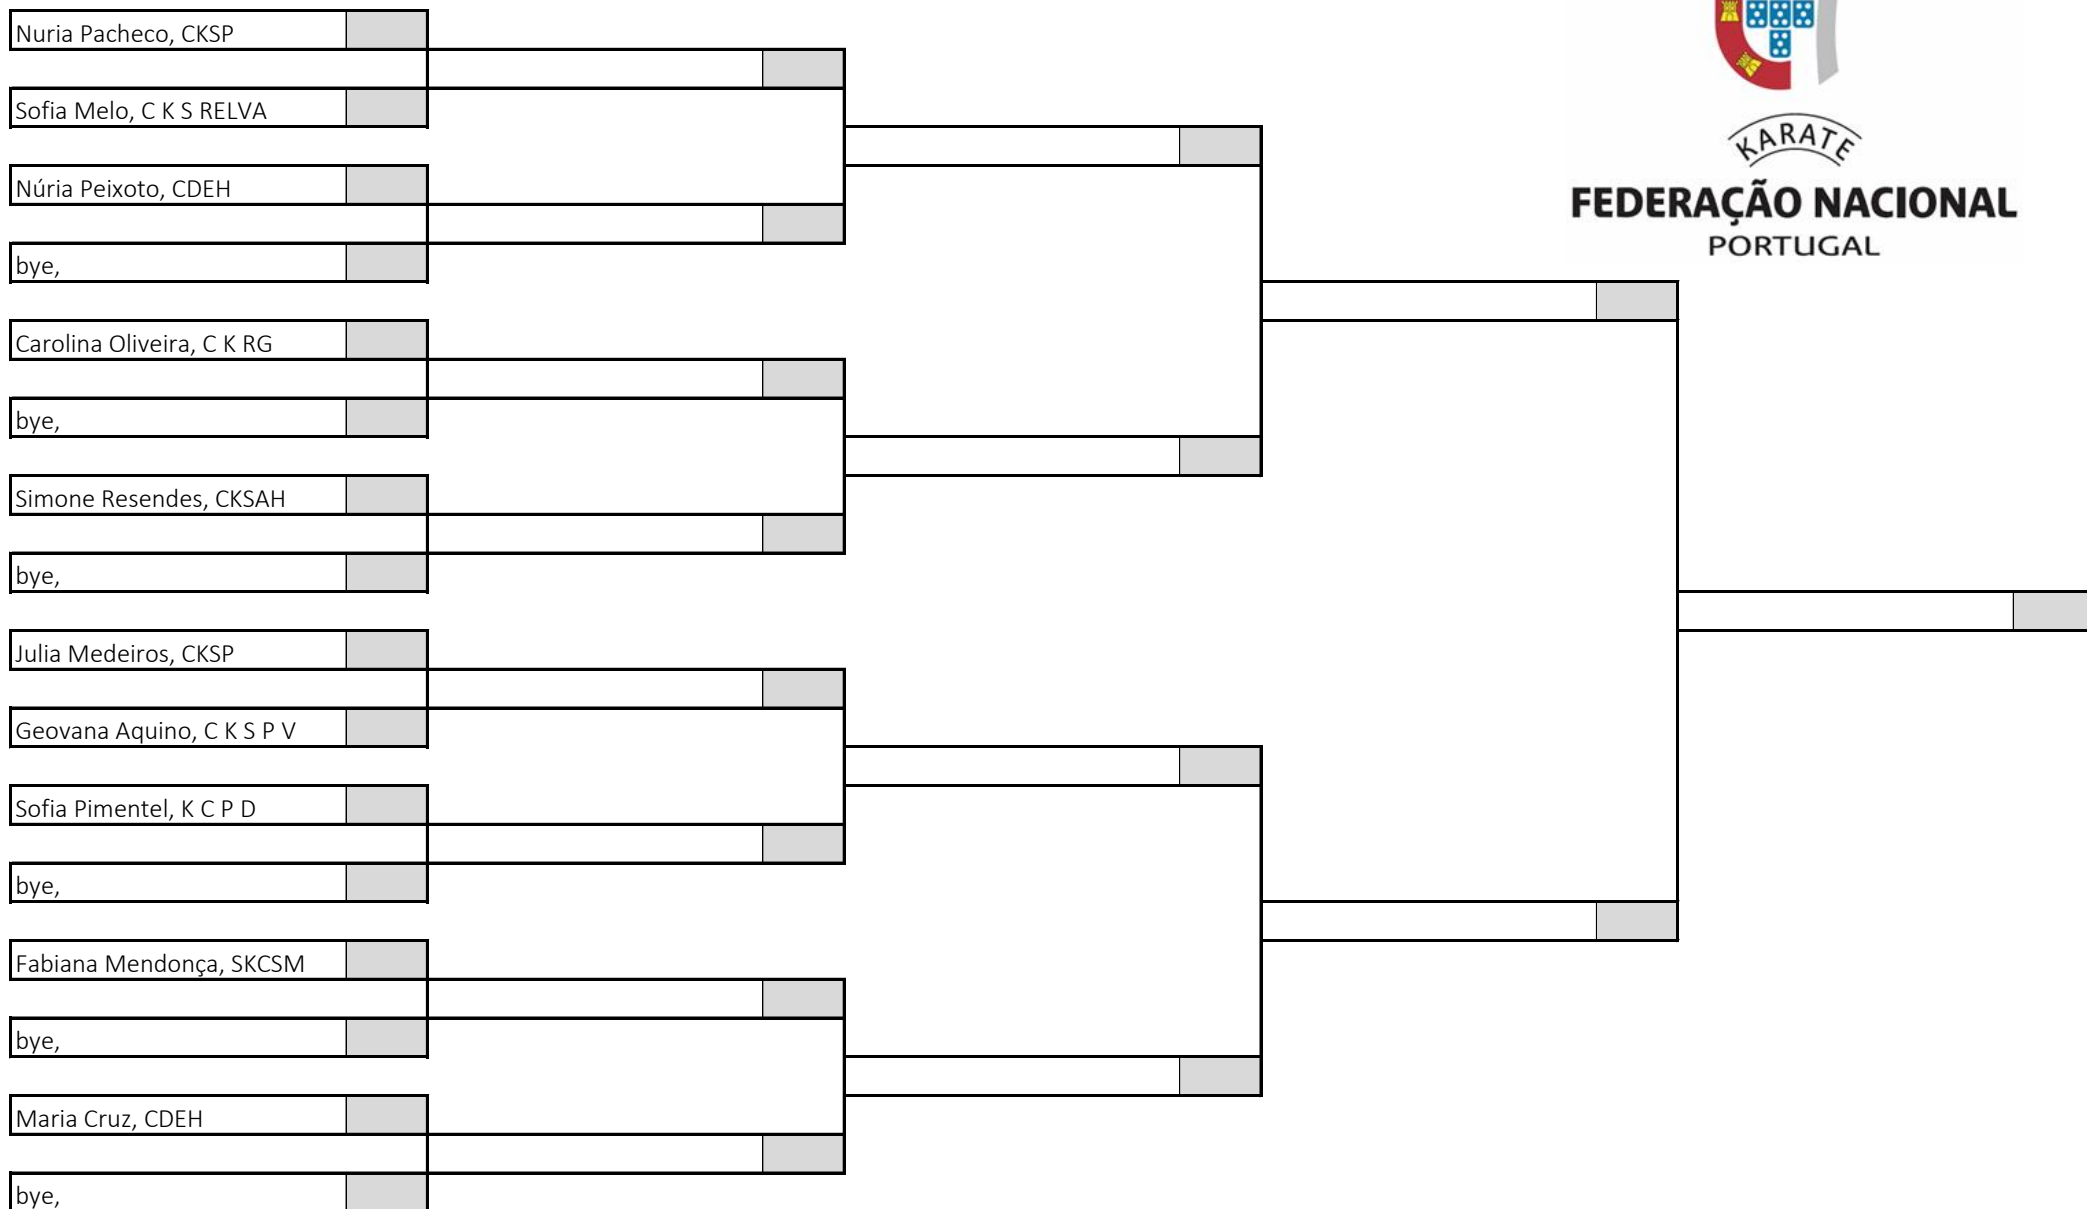 Nuria Pacheco, CKSP
Sofia Melo, C K S RELVA
Núria Peixoto, CDEH
bye,
Carolina Oliveira, C K RG
bye,
Simone Resendes, CKSAH
bye,
Julia Medeiros, CKSP
Geovana Aquino, C K S P V
Sofia Pimentel, K C P D
bye,
Fabiana Mendonça, SKCSM
bye,
Maria Cruz, CDEH
bye,
KARATE
FEDERAÇÃO NACIONAL
PORTUGAL